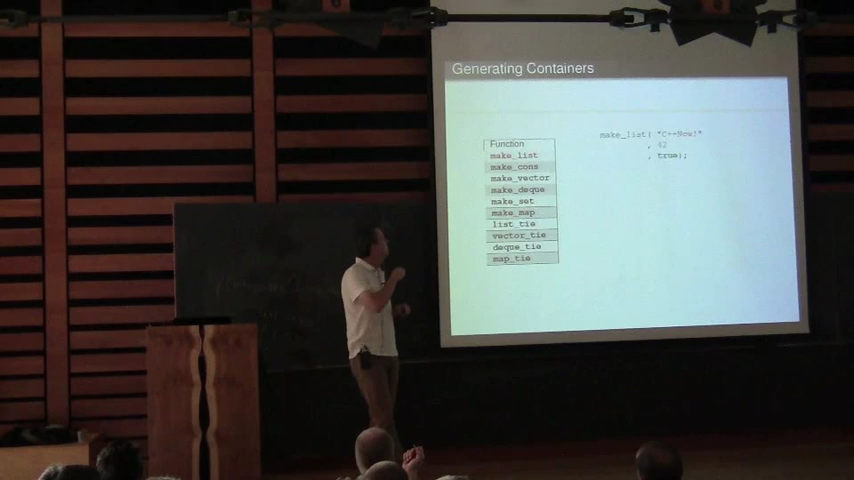 Generating Containers
Function
make_list
make_cons
make_vector
make_deque
make_set
make_map
list_tie
vector_tie
deque_tie
map_tie
make_list( "C++Now!"
, 42
, true);